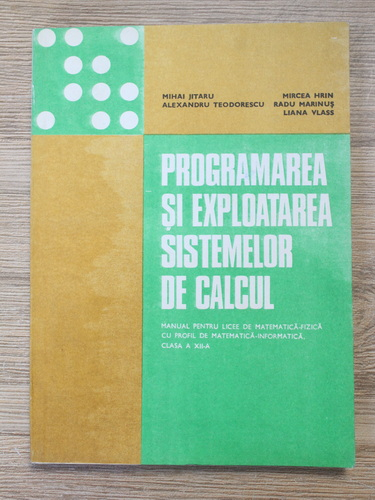 MIHAI JITARU
ALEXANDRU TEODORESCU
MIRCEA HRIN
RADU MARINUȘ
LIANA VLASS
PROGRAMAREA
ȘI EXPLOATAREA
SISTEMELOR
DE CALCUL
MANUAL PENTRU LICEE DE MATEMATICĂ-FIZICĂ
CU PROFIL DE MATEMATICĂ-INFORMATICĂ,
CLASA A XII-A